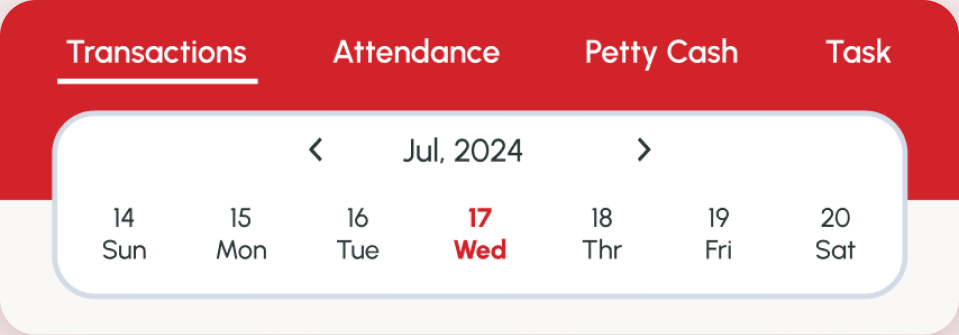 Transactions Attendance Petty Cash Task
Jul, 2024
14 15 16 17 18 19 20
Sun Mon Tue Wed Thr Fri Sat